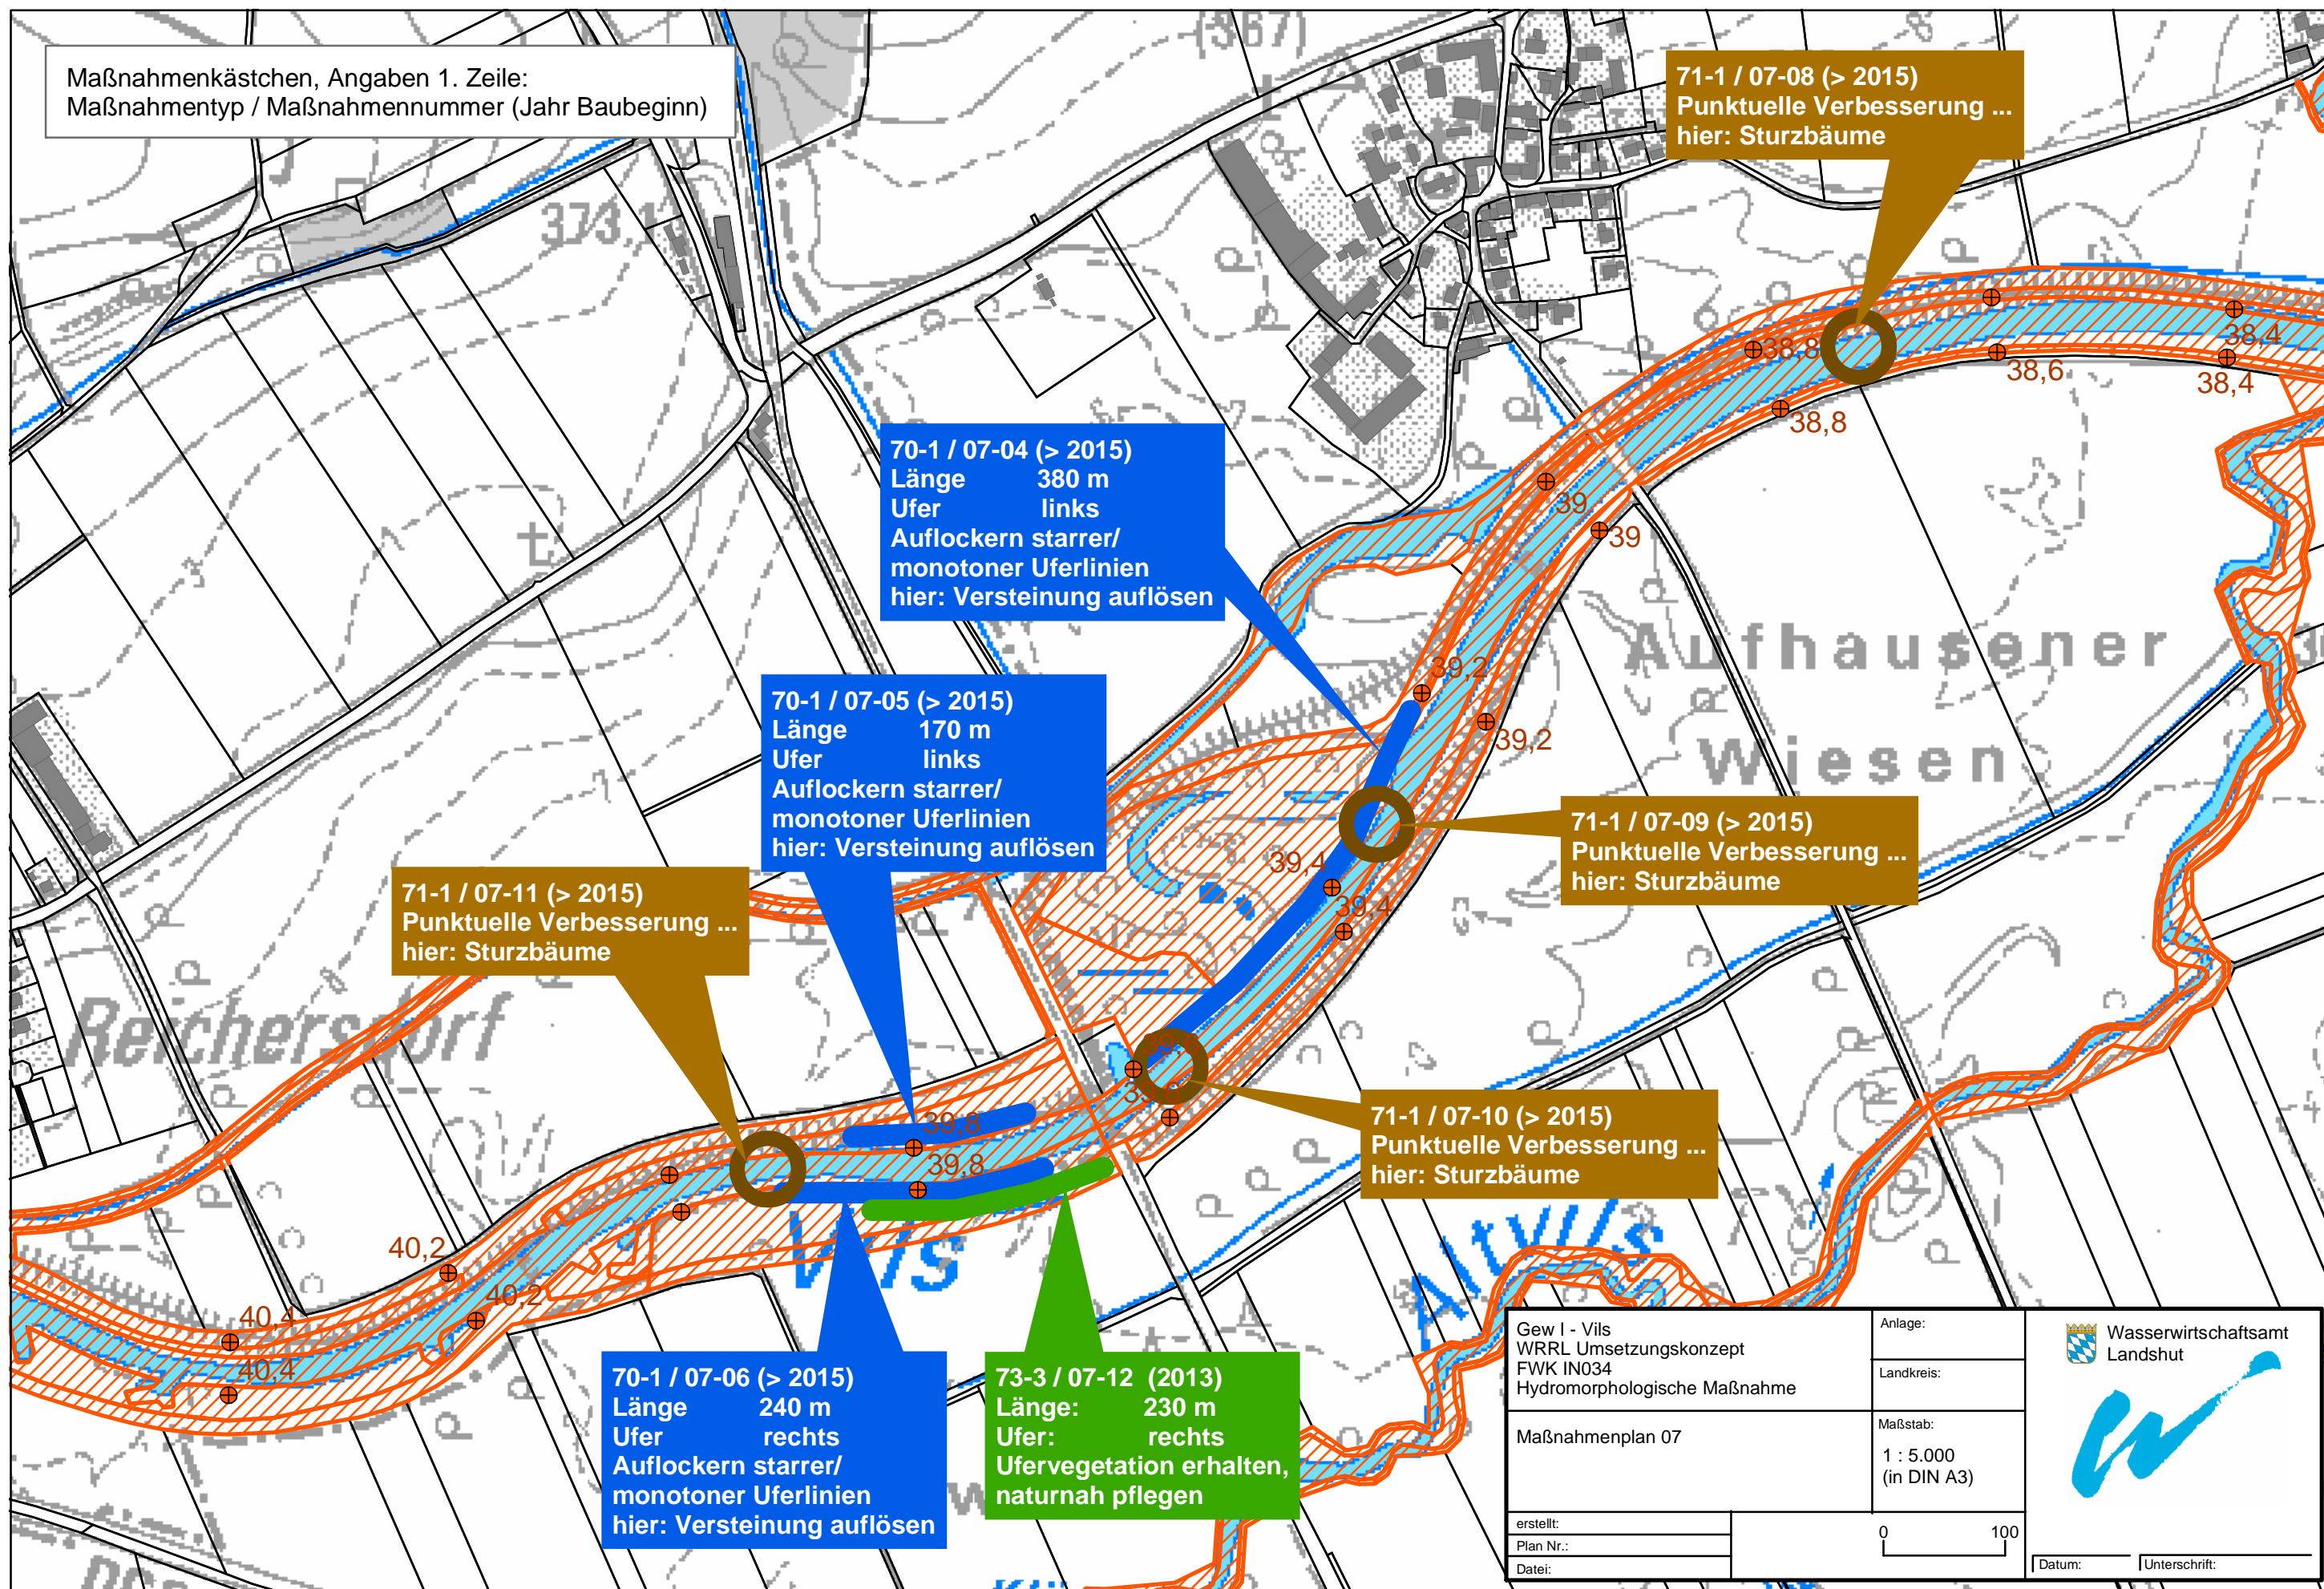 Maßnahmenkästchen, Angaben 1. Zeile:
Maßnahmentyp / Maßnahmennummer (Jahr Baubeginn)
(367)
373,1
71-1 / 07-08 (> 2015)
Punktuelle Verbesserung ...
hier: Sturzbäume
38,8
38,4
38,6
38,4
38,8
70-1 / 07-04 (> 2015)
Länge 380 m
Ufer links
Auflockern starrer/
monotoner Uferlinien
hier: Versteinung auflösen
39
39
Aufhausener
Wiesen
39,2
39,2
70-1 / 07-05 (> 2015)
Länge 170 m
Ufer links
Auflockern starrer/
monotoner Uferlinien
hier: Versteinung auflösen
71-1 / 07-09 (> 2015)
Punktuelle Verbesserung ...
hier: Sturzbäume
39,4
39,4
71-1 / 07-11 (> 2015)
Punktuelle Verbesserung ...
hier: Sturzbäume
Reichersdorf
39,8
39,8
71-1 / 07-10 (> 2015)
Punktuelle Verbesserung ...
hier: Sturzbäume
Vils
Altvils
40,2
40,2
40,4
40,4
70-1 / 07-06 (> 2015)
Länge 240 m
Ufer rechts
Auflockern starrer/
monotoner Uferlinien
hier: Versteinung auflösen
73-3 / 07-12 (2013)
Länge: 230 m
Ufer: rechts
Ufervegetation erhalten,
naturnah pflegen
Gew I - Vils
WRRL Umsetzungskonzept
FWK IN034
Hydromorphologische Maßnahme
Maßnahmenplan 07
Anlage:
Landkreis:
Maßstab:
1 : 5.000
(in DIN A3)
Wasserwirtschaftsamt
Landshut
erstellt:
Plan Nr.:
Datei:
0 100
Datum:
Unterschrift: